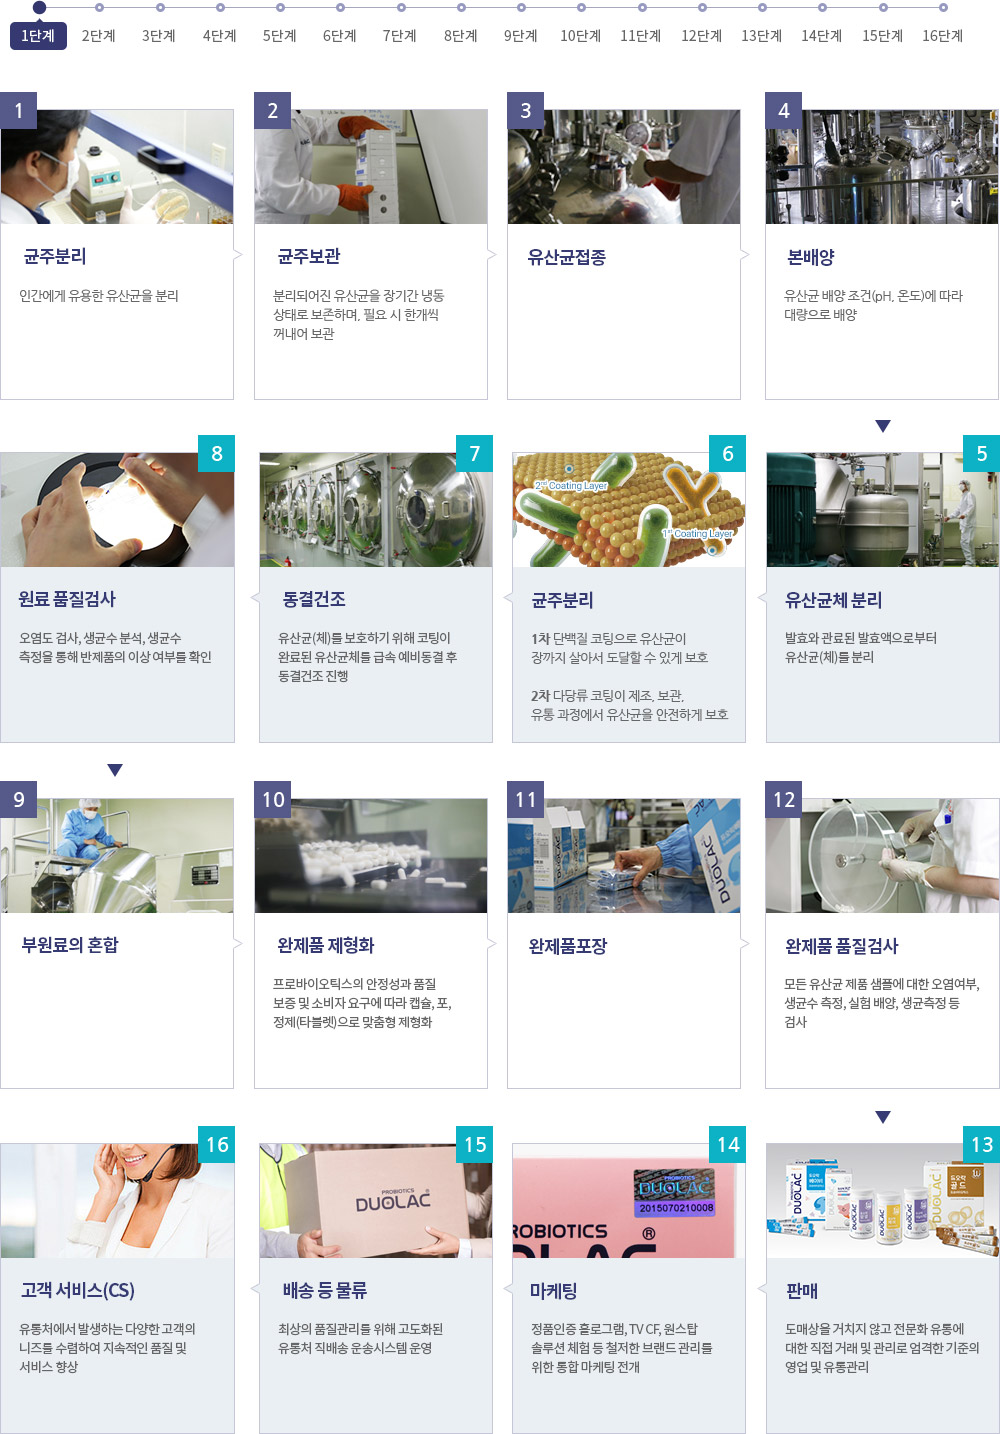 1단계 2단계 3단계 4단계 5단계 6단계 7단계 8단계 9단계 10단계 11단계 12단계 13단계 14단계 15단계 16단계
1
균주분리
인간에게 유용한 유산균을 분리
2
균주보관
분리되어진 유산균을 장기간 냉동
상태로 보존하며, 필요 시 한개씩
꺼내어 보관
3
유산균접종
4
본배양
유산균 배양 조건(pH, 온도)에 따라
대량으로 배양
5
유산균체 분리
발효와 관료된 발효액으로부터
유산균(체)를 분리
6
2nd Coating Layer
1st Coating Layer
균주분리
1차 단백질 코팅으로 유산균이
장까지 살아서 도달할 수 있게 보호
2차 다당류 코팅이 제조, 보관,
유통 과정에서 유산균을 안전하게 보호
7
동결건조
유산균(체)를 보호하기 위해 코팅이
완료된 유산균체를 급속 예비동결 후
동결건조 진행
8
원료 품질검사
오염도 검사, 생균수 분석, 생균수
측정을 통해 반제품의 이상 여부를 확인
9
부원료의 혼합
10
완제품 제형화
프로바이오틱스의 안정성과 품질
보증 및 소비자 요구에 따라 캡슐, 포,
정제(타블렛)으로 맞춤형 제형화
11
DUOLAC
완제품포장
12
완제품 품질검사
모든 유산균 제품 샘플에 대한 오염여부,
생균수 측정, 실험 배양, 생균측정 등
검사
13
DUOLAC
판매
도매상을 거치지 않고 전문화 유통에
대한 직접 거래 및 관리로 엄격한 기준의
영업 및 유통관리
14
PROBIOTICS
DUOLAC
2015070210008
ROBIOTICS
OLAC
®
마케팅
정품인증 홀로그램, TV CF, 원스탑
솔루션 체험 등 철저한 브랜드 관리를
위한 통합 마케팅 전개
15
PROBIOTICS
DUOLAC
배송 등 물류
최상의 품질관리를 위해 고도화된
유통처 직배송 운송시스템 운영
16
고객 서비스(CS)
유통처에서 발생하는 다양한 고객의
니즈를 수렴하여 지속적인 품질 및
서비스 향상